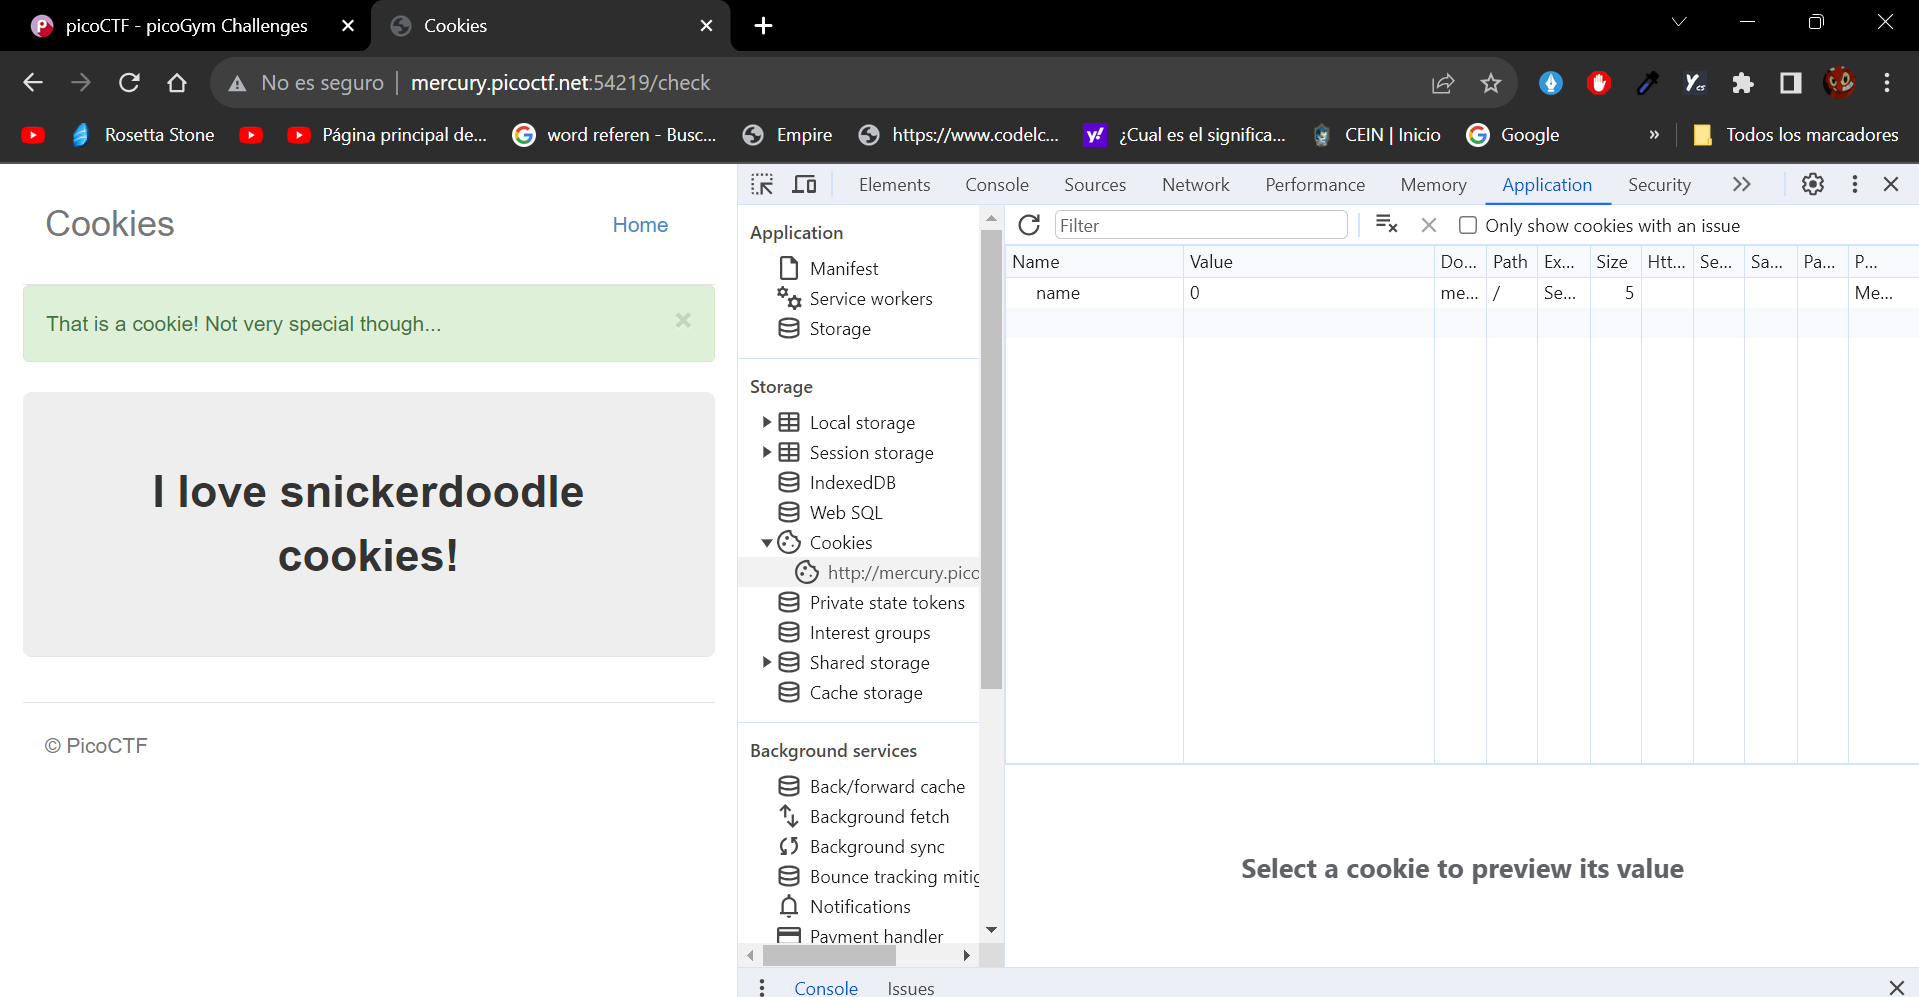 picoCTF - picoGym Challenges
Cookies
No es seguro
mercury.picoctf.net:54219/check
Rosetta Stone
Página principal de...
word referen - Busc...
Empire
https://www.codelc...
¿Cual es el significa...
CEIN | Inicio
Google
»
Todos los marcadores
Cookies
Home
That is a cookie! Not very special though...
×
I love snickerdoodle
cookies!
© PicoCTF
Elements
Console
Sources
Network
Performance
Memory
Application
Security
Application
Manifest
Service workers
Storage
Storage
Local storage
Session storage
IndexedDB
Web SQL
Cookies
http://mercury.pico
Private state tokens
Interest groups
Shared storage
Cache storage
Background services
Back/forward cache
Background fetch
Background sync
Bounce tracking mitig
Notifications
Payment handler
Filter
Only show cookies with an issue
Name Value Do... Path Ex... Size Htt... Se... Sa... Pa... P...
name 0 me... / Se... 5 Me...
Select a cookie to preview its value
Console
Issues